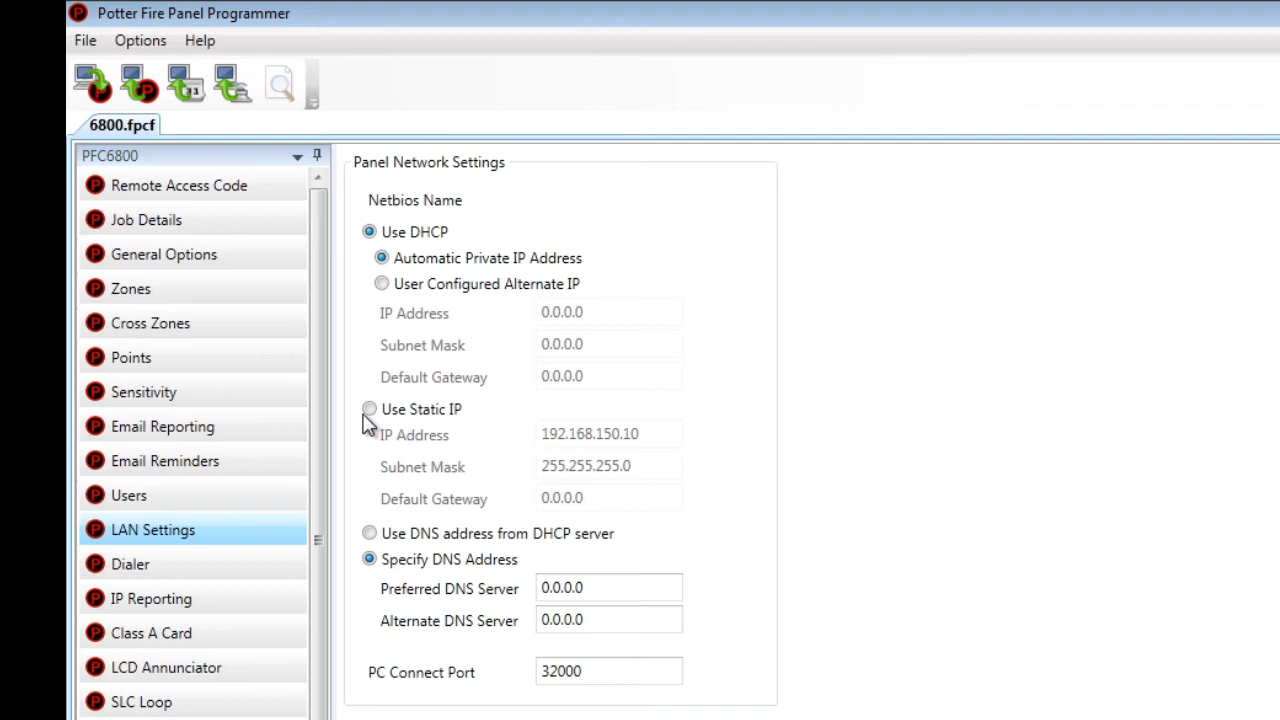 Potter Fire Panel Programmer
File Options Help
6800.fpcf
PFC6800
Remote Access Code
Job Details
General Options
Zones
Cross Zones
Points
Sensitivity
Email Reporting
Email Reminders
Users
LAN Settings
Dialer
IP Reporting
Class A Card
LCD Annunciator
SLC Loop
Panel Network Settings
Netbios Name
Use DHCP
Automatic Private IP Address
User Configured Alternate IP
IP Address 0.0.0.0
Subnet Mask 0.0.0.0
Default Gateway 0.0.0.0
Use Static IP
IP Address 192.168.150.10
Subnet Mask 255.255.255.0
Default Gateway 0.0.0.0
Use DNS address from DHCP server
Specify DNS Address
Preferred DNS Server 0.0.0.0
Alternate DNS Server 0.0.0.0
PC Connect Port 32000